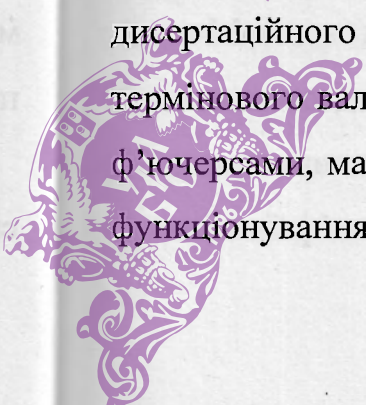 дисертаційного
термінового вал
ф’ючерсами, ма
функціонування